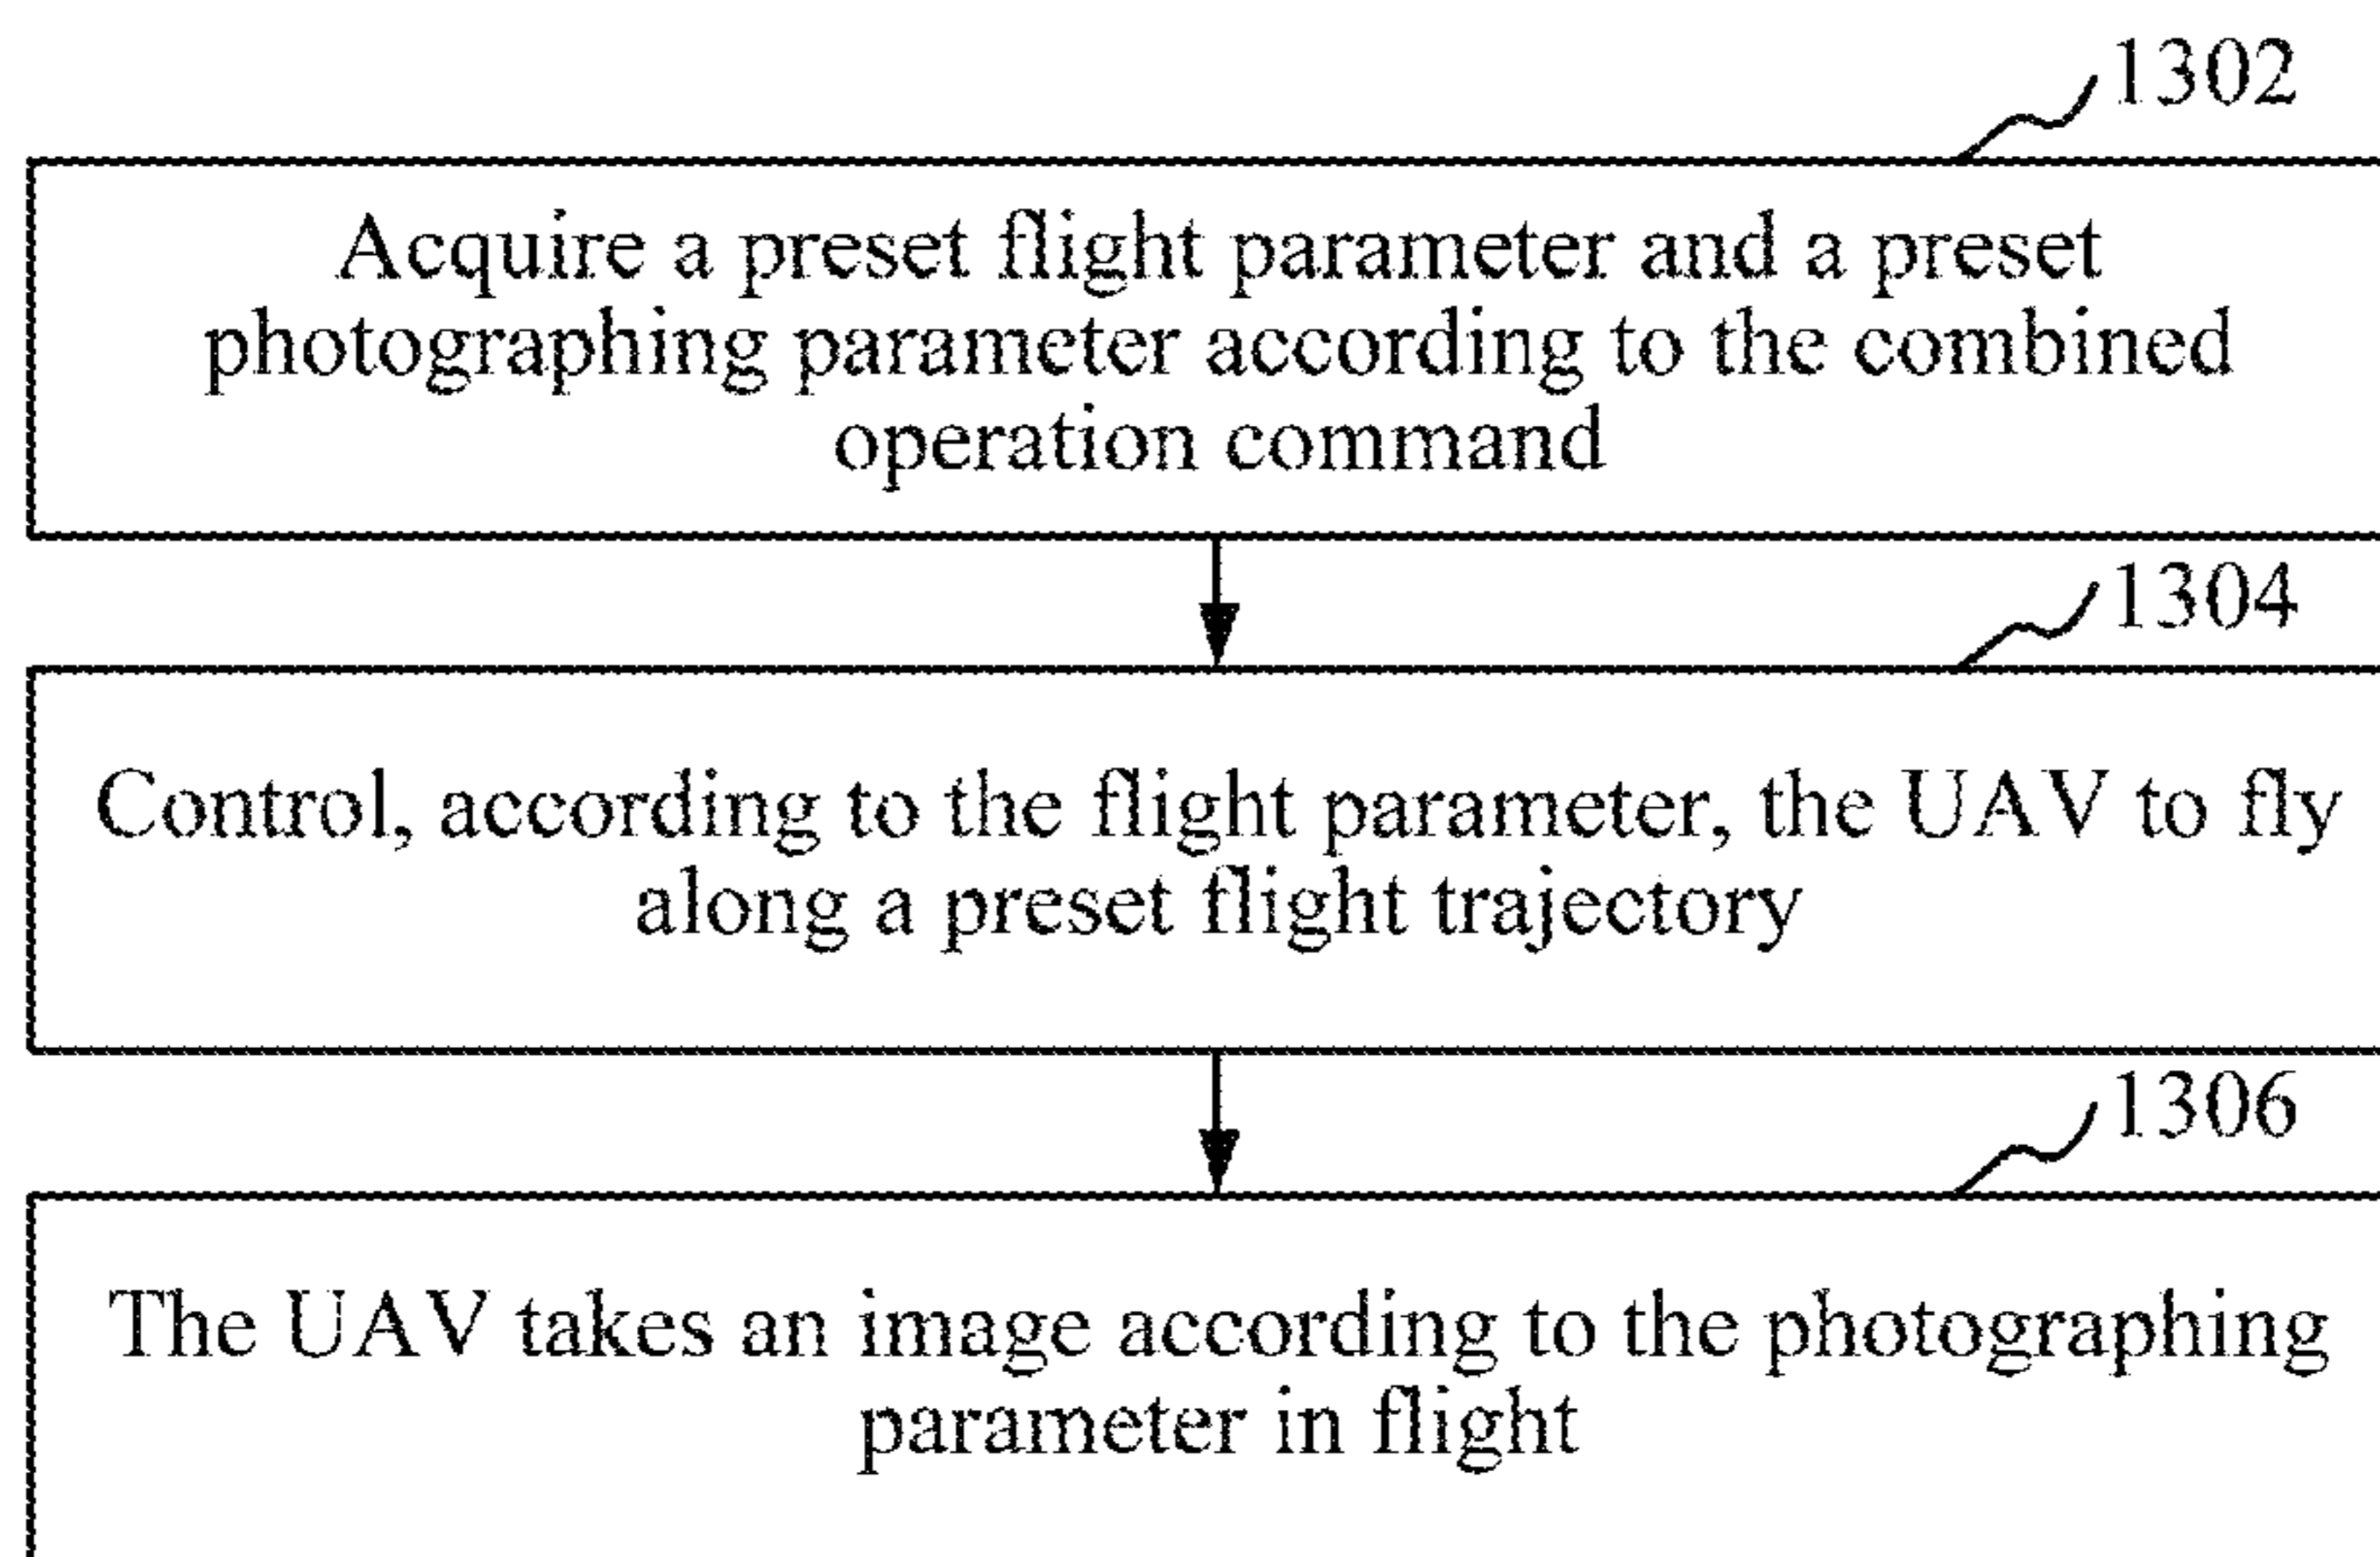 1302
Acquire a preset flight parameter and a preset
photographing parameter according to the combined
operation command
1304
Control, according to the flight parameter, the UAV to fly
along a preset flight trajectory
1306
The UAV takes an image according to the photographing
parameter in flight